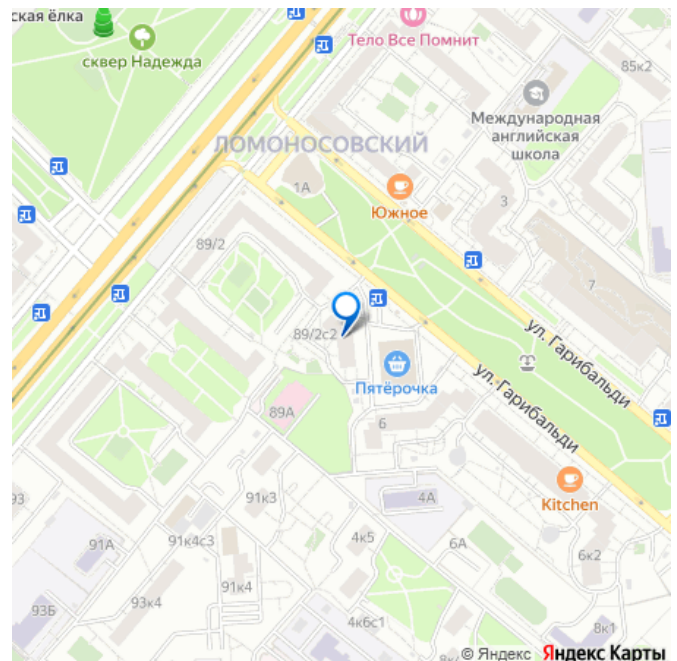 ская ёлка
сквер Надежда
Тело Все Помнит
85к2
Международная
английская
школа
ЛОМОНОСОВСКИЙ
1А
Южное
3
89/2
7
89/2с2
ул. Гарибальди
ул. Гарибальди
Пятёрочка
89А
6
Kitchen
93
91к3
4А
91А
91к4с3
4к5
6А
6к2
91к4
93к4
93Б
4к6с1
8к1
© Яндекс Яндекс Карты